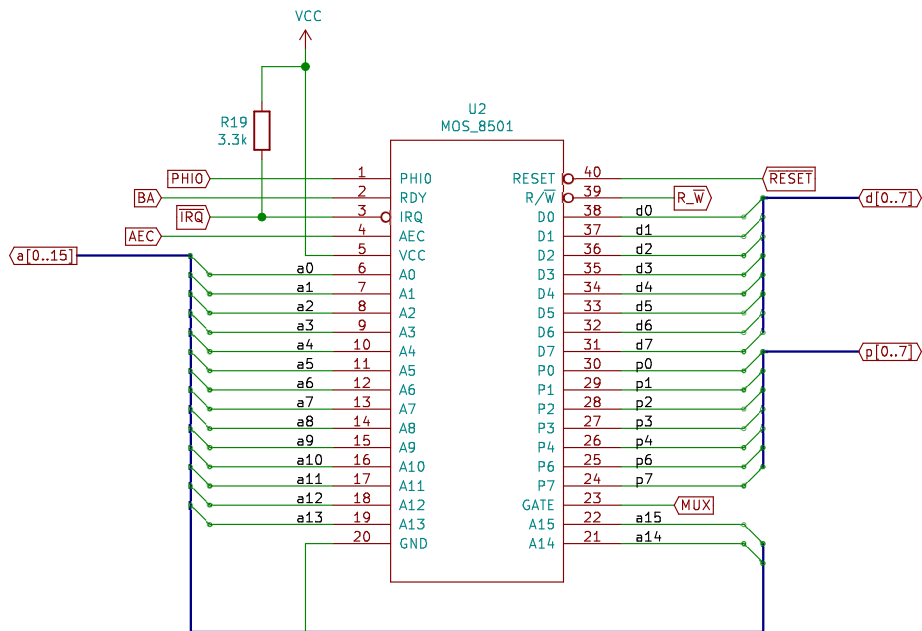 VCC
R19
3.3k
U2
MOS_8501
PHI0
BA
IRQ
AEC
a[0..15]
1 PHI0
2 RDY
3 IRQ
4 AEC
5 VCC
a0 6 A0
a1 7 A1
a2 8 A2
a3 9 A3
a4 10 A4
a5 11 A5
a6 12 A6
a7 13 A7
a8 14 A8
a9 15 A9
a10 16 A10
a11 17 A11
a12 18 A12
a13 19 A13
20 GND
RESET 40 RESET
R/W 39 R_W
D0 38 d0
D1 37 d1
D2 36 d2
D3 35 d3
D4 34 d4
D5 33 d5
D6 32 d6
D7 31 d7
P0 30 p0
P1 29 p1
P2 28 p2
P3 27 p3
P4 26 p4
P6 25 p6
P7 24 p7
GATE 23 MUX
A15 22 a15
A14 21 a14
d[0..7]
p[0..7]